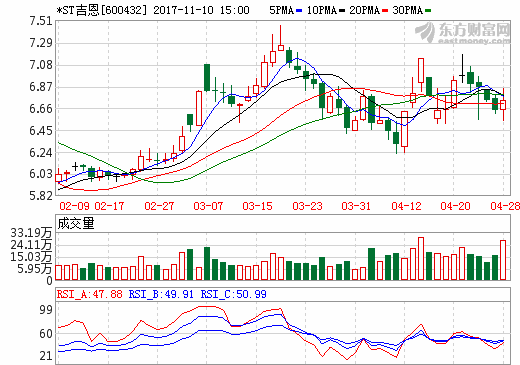 *ST吉恩[600432] 2017-11-10 15:00 5PMA 10PMA 20PMA 30PMA
东方财富网
eastmoney.com
7.51
7.29
7.08
6.87
6.66
6.45
6.24
6.03
5.82
02-09 02-17 02-27 03-07 03-15 03-23 03-31 04-12 04-20 04-28
成交量
33.19万
24.11万
15.03万
5.95万
0
RSI_A:47.88 RSI_B:49.91 RSI_C:50.99
99
60
21